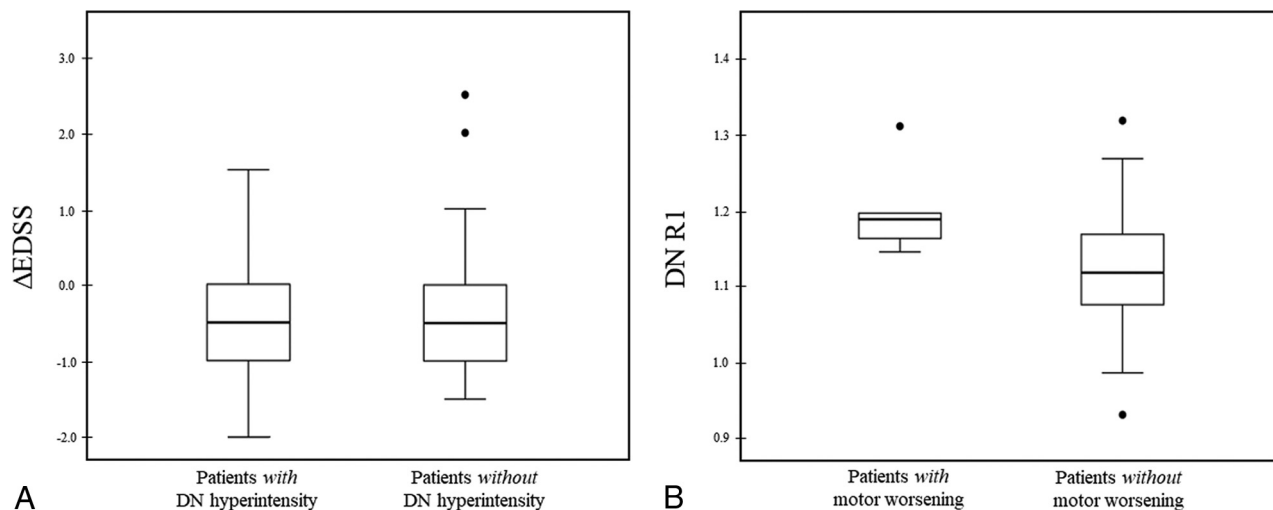 3.0
2.0
1.0
0.0
-1.0
-2.0
ΔEDSS
Patients with
DN hyperintensity
Patients without
DN hyperintensity
A
1.4
1.3
1.2
1.1
1.0
0.9
DN R1
Patients with
motor worsening
Patients without
motor worsening
B